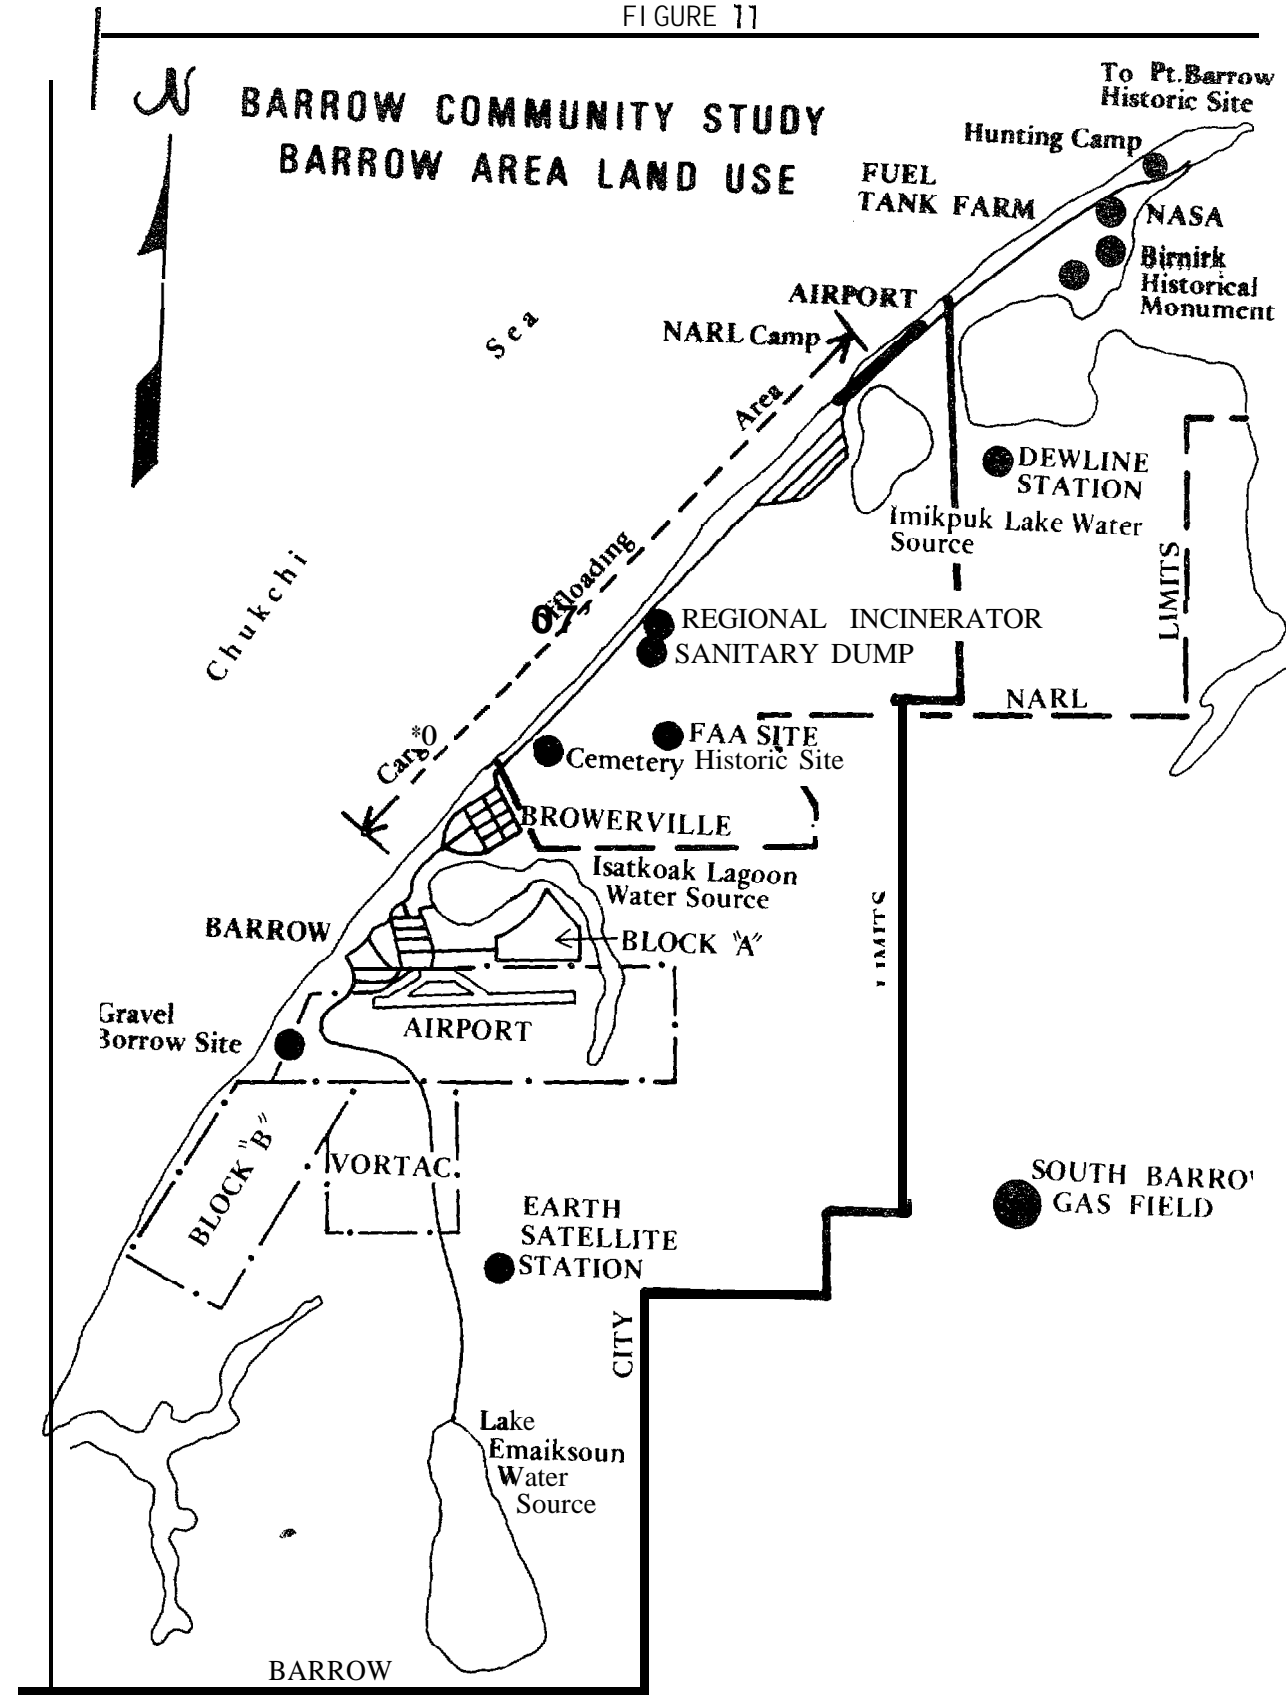 FIGURE 11
N
BARROW COMMUNITY STUDY
BARROW AREA LAND USE
To Pt.Barrow
Historic Site
Hunting Camp
FUEL
TANK FARM
NASA
Birnirk
Historical
Monument
AIRPORT
NARL Camp
Sea
Area
DEWLINE
STATION
Imikpuk Lake Water
Source
LIMITS
Chukchi
REGIONAL INCINERATOR
SANITARY DUMP
NARL
*0
FAA SITE
Cemetery Historic Site
BROWERVILLE
Isatkoak Lagoon
Water Source
BARROW
BLOCK "A"
Gravel
AIRPORT
Site
BLOCK "B"
VORTAC
SOUTH
GAS FIELD
EARTH
SATELLITE
STATION
CITY
Lake
Emaiksoun
Water
Source
BARROW